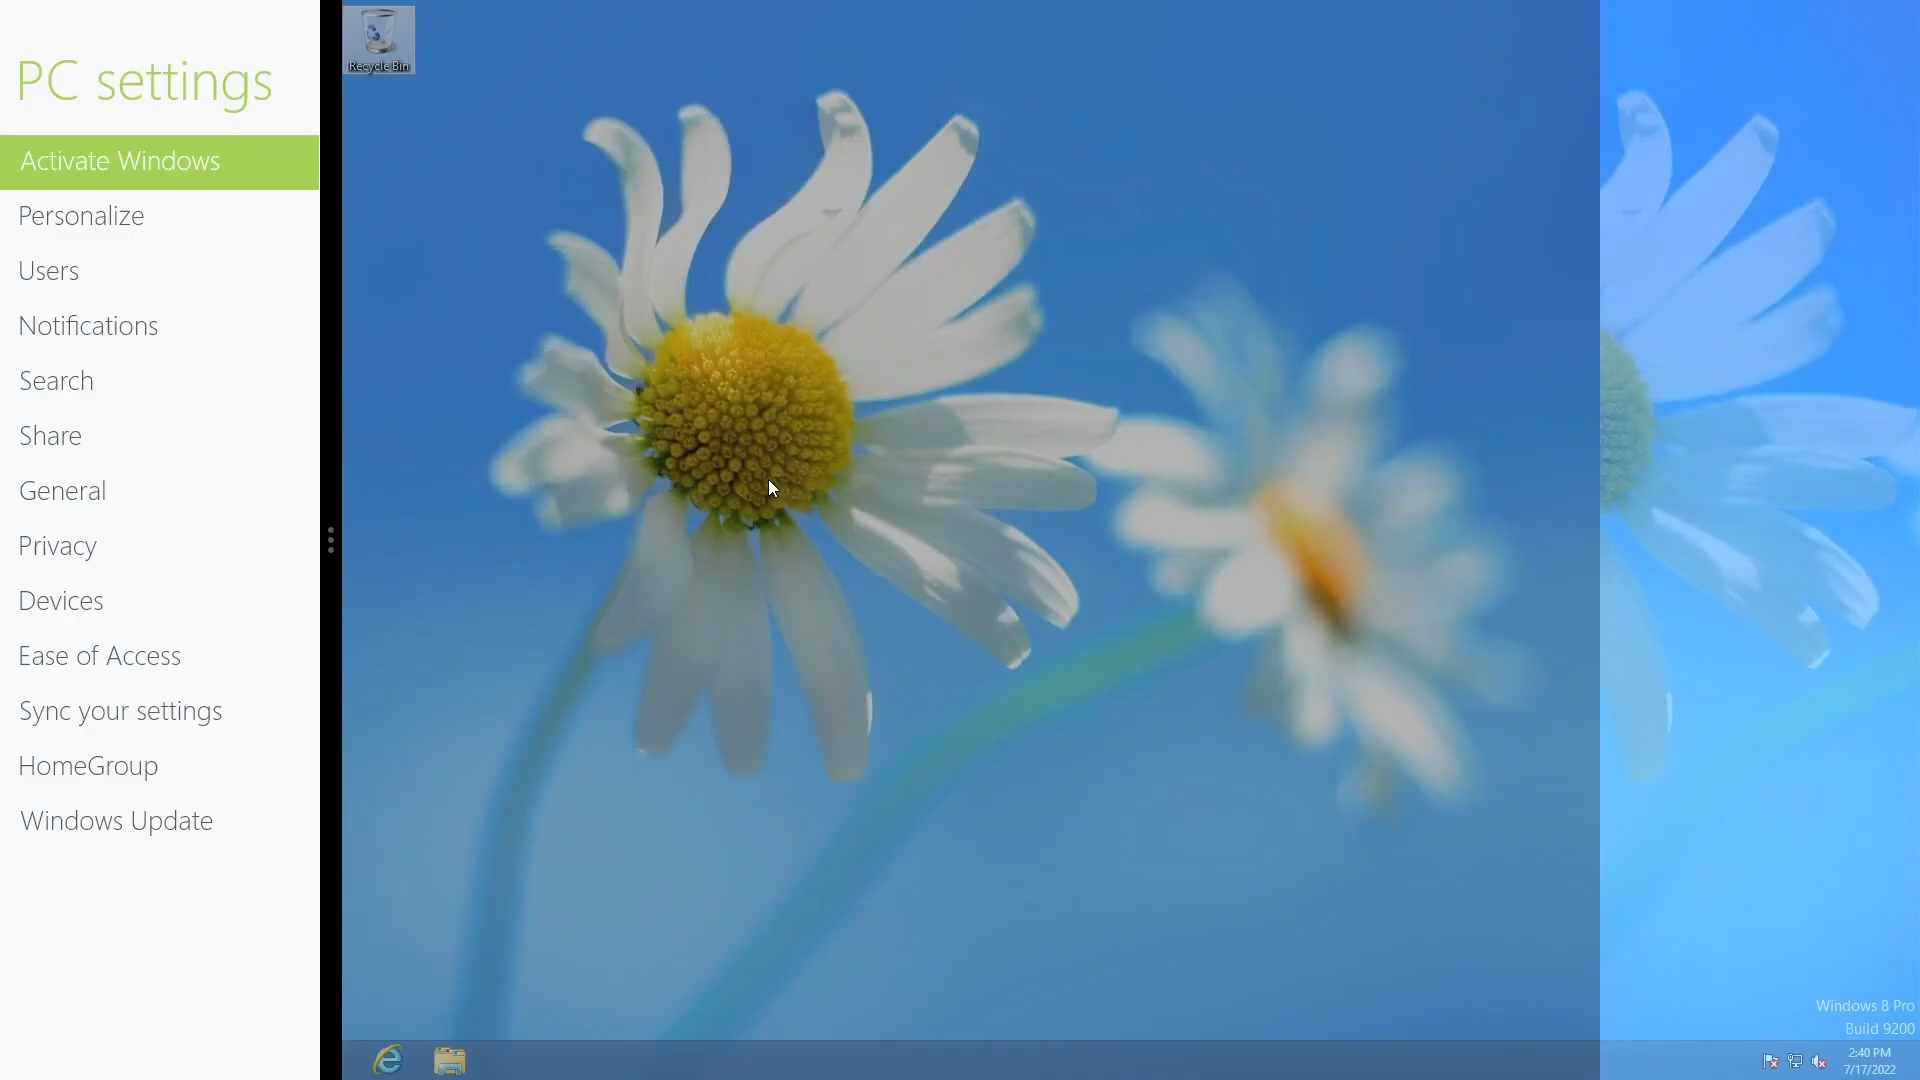 PC settings
Activate Windows
Personalize
Users
Notifications
Search
Share
General
Privacy
Devices
Ease of Access
Sync your settings
HomeGroup
Windows Update
Recycle Bin
Windows 8 Pro
Build 9200
2:40 PM
7/17/2022